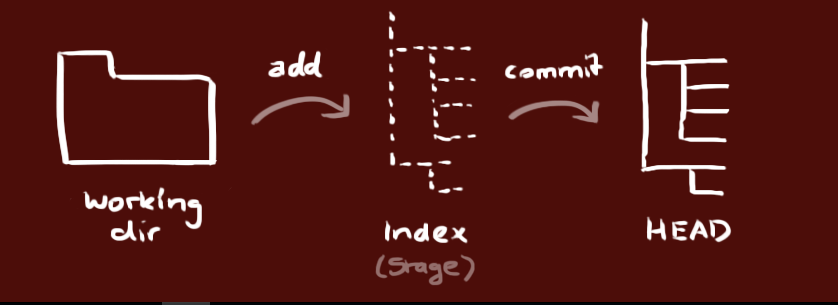 add
commit
working
dir
Index
(Stage)
HEAD